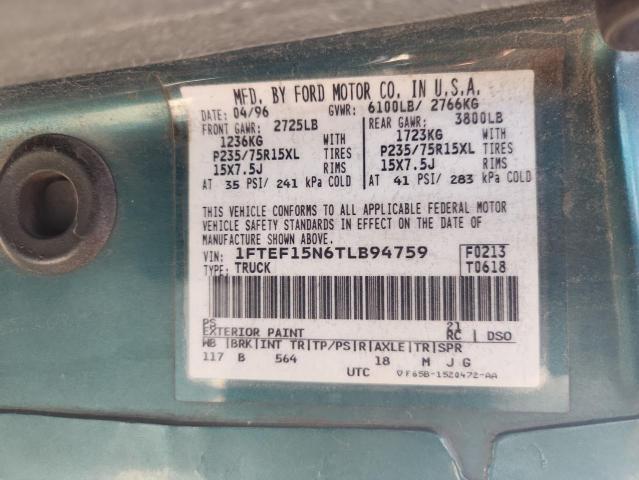 MFD. BY FORD MOTOR CO. IN U.S.A.
DATE: 04/96 GVWR: 6100LB/ 2766KG
FRONT GAWR: 2725LB REAR GAWR: 3800LB
1236KG WITH 1723KG WITH
P235/75R15XL TIRES P235/75R15XL TIRES
15X7.5J RIMS 15X7.5J RIMS
AT 35 PSI/ 241 kPa COLD AT 41 PSI/ 283 kPa COLD
THIS VEHICLE CONFORMS TO ALL APPLICABLE FEDERAL MOTOR
VEHICLE SAFETY STANDARDS IN EFFECT ON THE DATE OF
MANUFACTURE SHOWN ABOVE.
VIN: 1FTEF15N6TLB94759 F0213
TYPE: TRUCK T0618
PS 21
EXTERIOR PAINT RC | DSO
WB |BRK|INT TR|TP/PS|R|AXLE|TR|SPR
117 B 564 18 M J G
UTC ▽F65B-1520472-AA